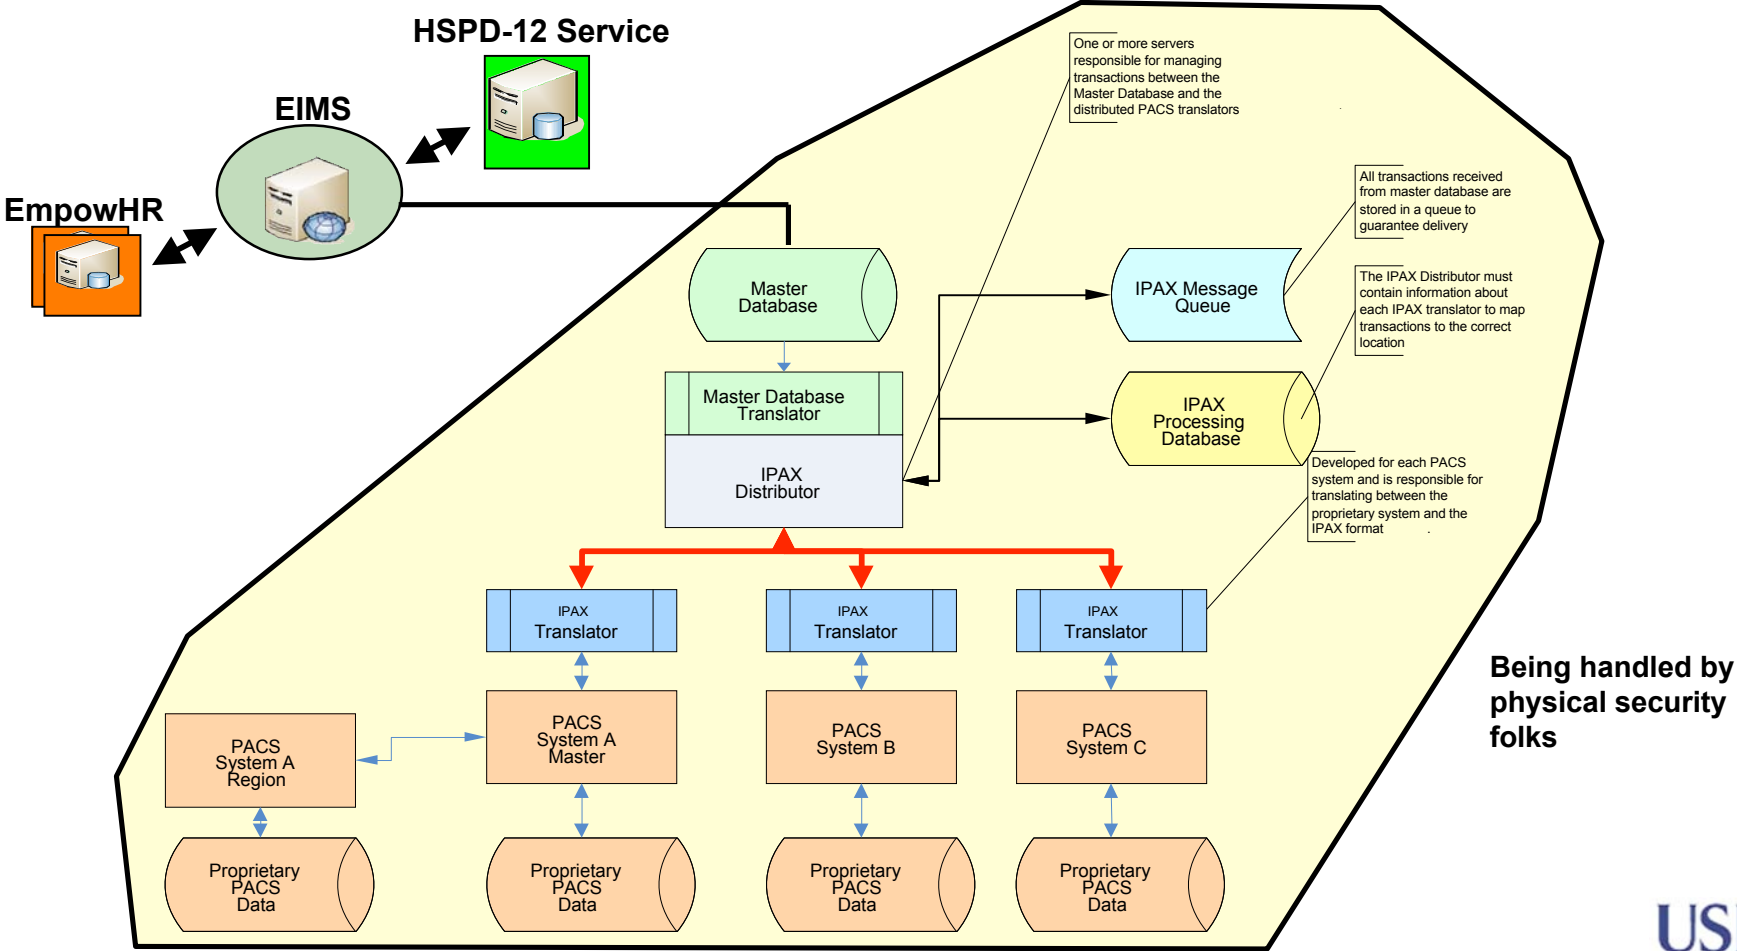 HSPD-12 Service
EIMS
EmpowHR
One or more servers
responsible for managing
transactions between the
Master Database and the
distributed PACS translators
All transactions received
from master database are
stored in a queue to
guarantee delivery
The IPAX Distributor must
contain information about
each IPAX translator to map
transactions to the correct
location
Master
Database
IPAX Message
Queue
Master Database
Translator
IPAX
Processing
Database
IPAX
Distributor
Developed for each PACS
system and is responsible for
translating between the
proprietary system and the
IPAX format .
IPAX
Translator
IPAX
Translator
IPAX
Translator
Being handled by
physical security
folks
PACS
System A
Region
PACS
System A
Master
PACS
System B
PACS
System C
Proprietary
PACS
Data
Proprietary
PACS
Data
Proprietary
PACS
Data
Proprietary
PACS
Data